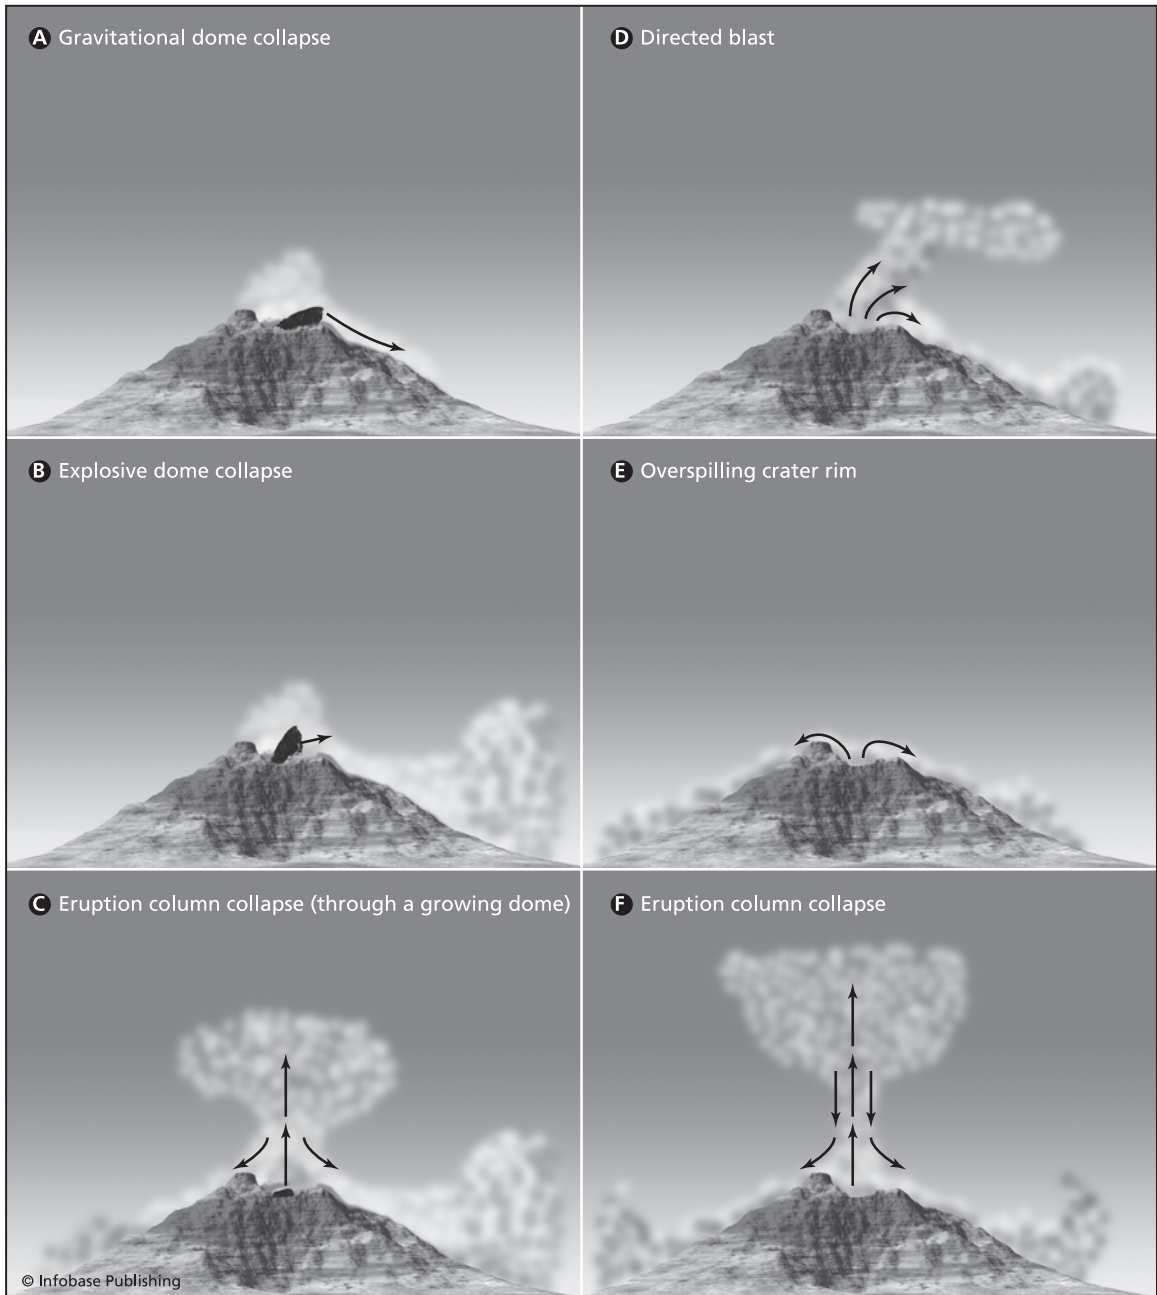 A Gravitational dome collapse
D Directed blast
B Explosive dome collapse
E Overspilling crater rim
C Eruption column collapse (through a growing dome)
F Eruption column collapse
© Infobase Publishing